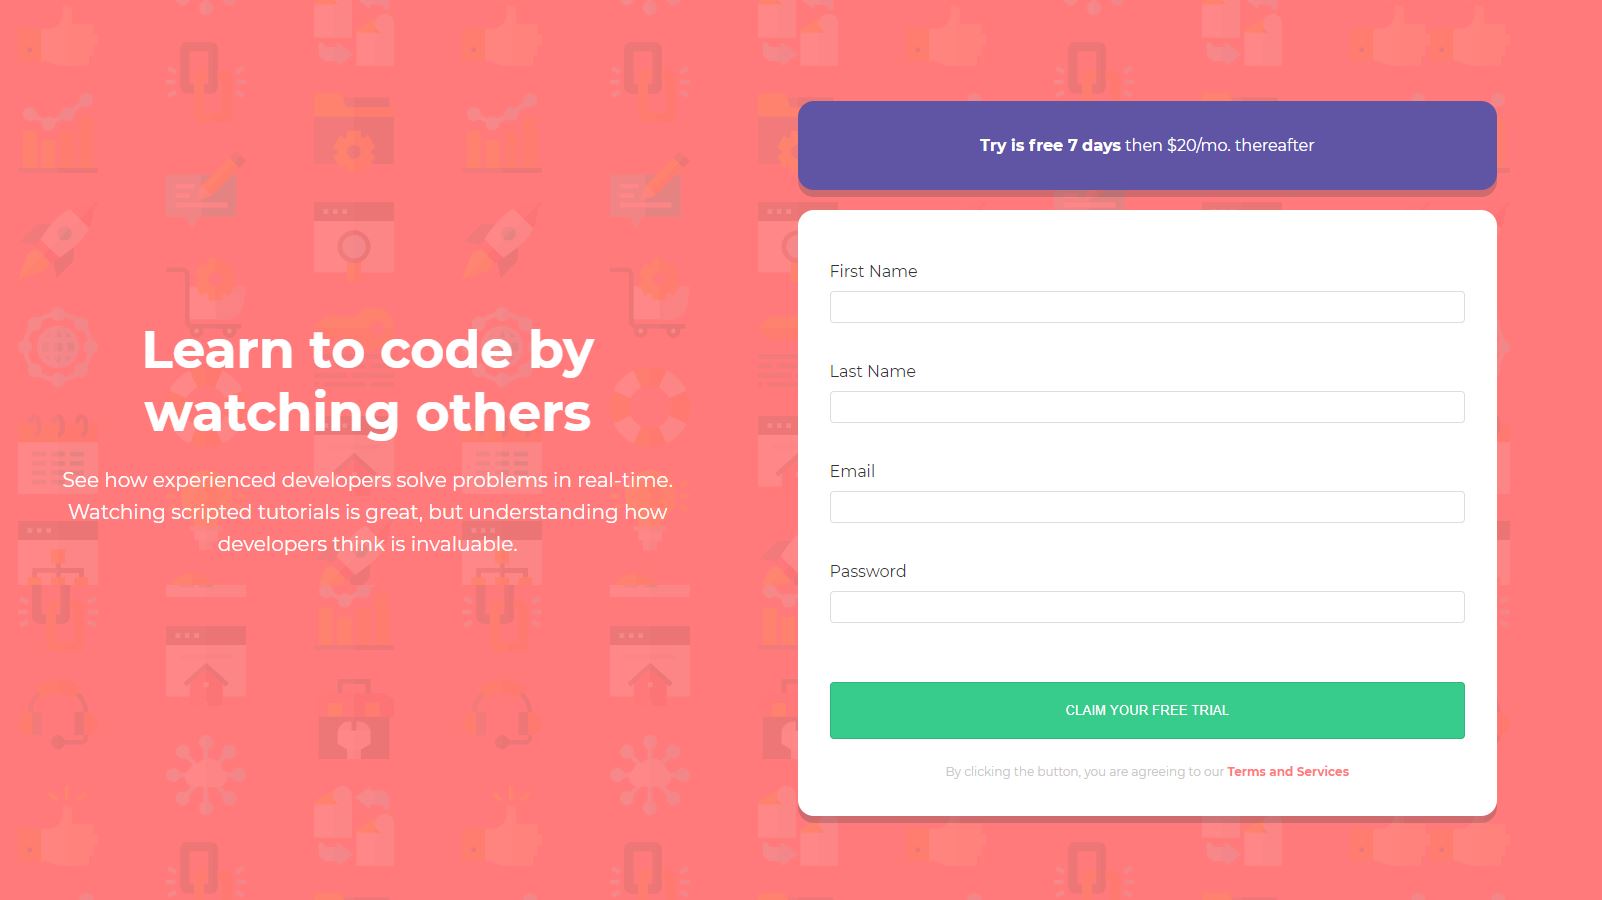 Learn to code by
watching others
See how experienced developers solve problems in real-time.
Watching scripted tutorials is great, but understanding how
developers think is invaluable.
Try is free 7 days then $20/mo. thereafter
First Name
Last Name
Email
Password
CLAIM YOUR FREE TRIAL
By clicking the button, you are agreeing to our Terms and Services